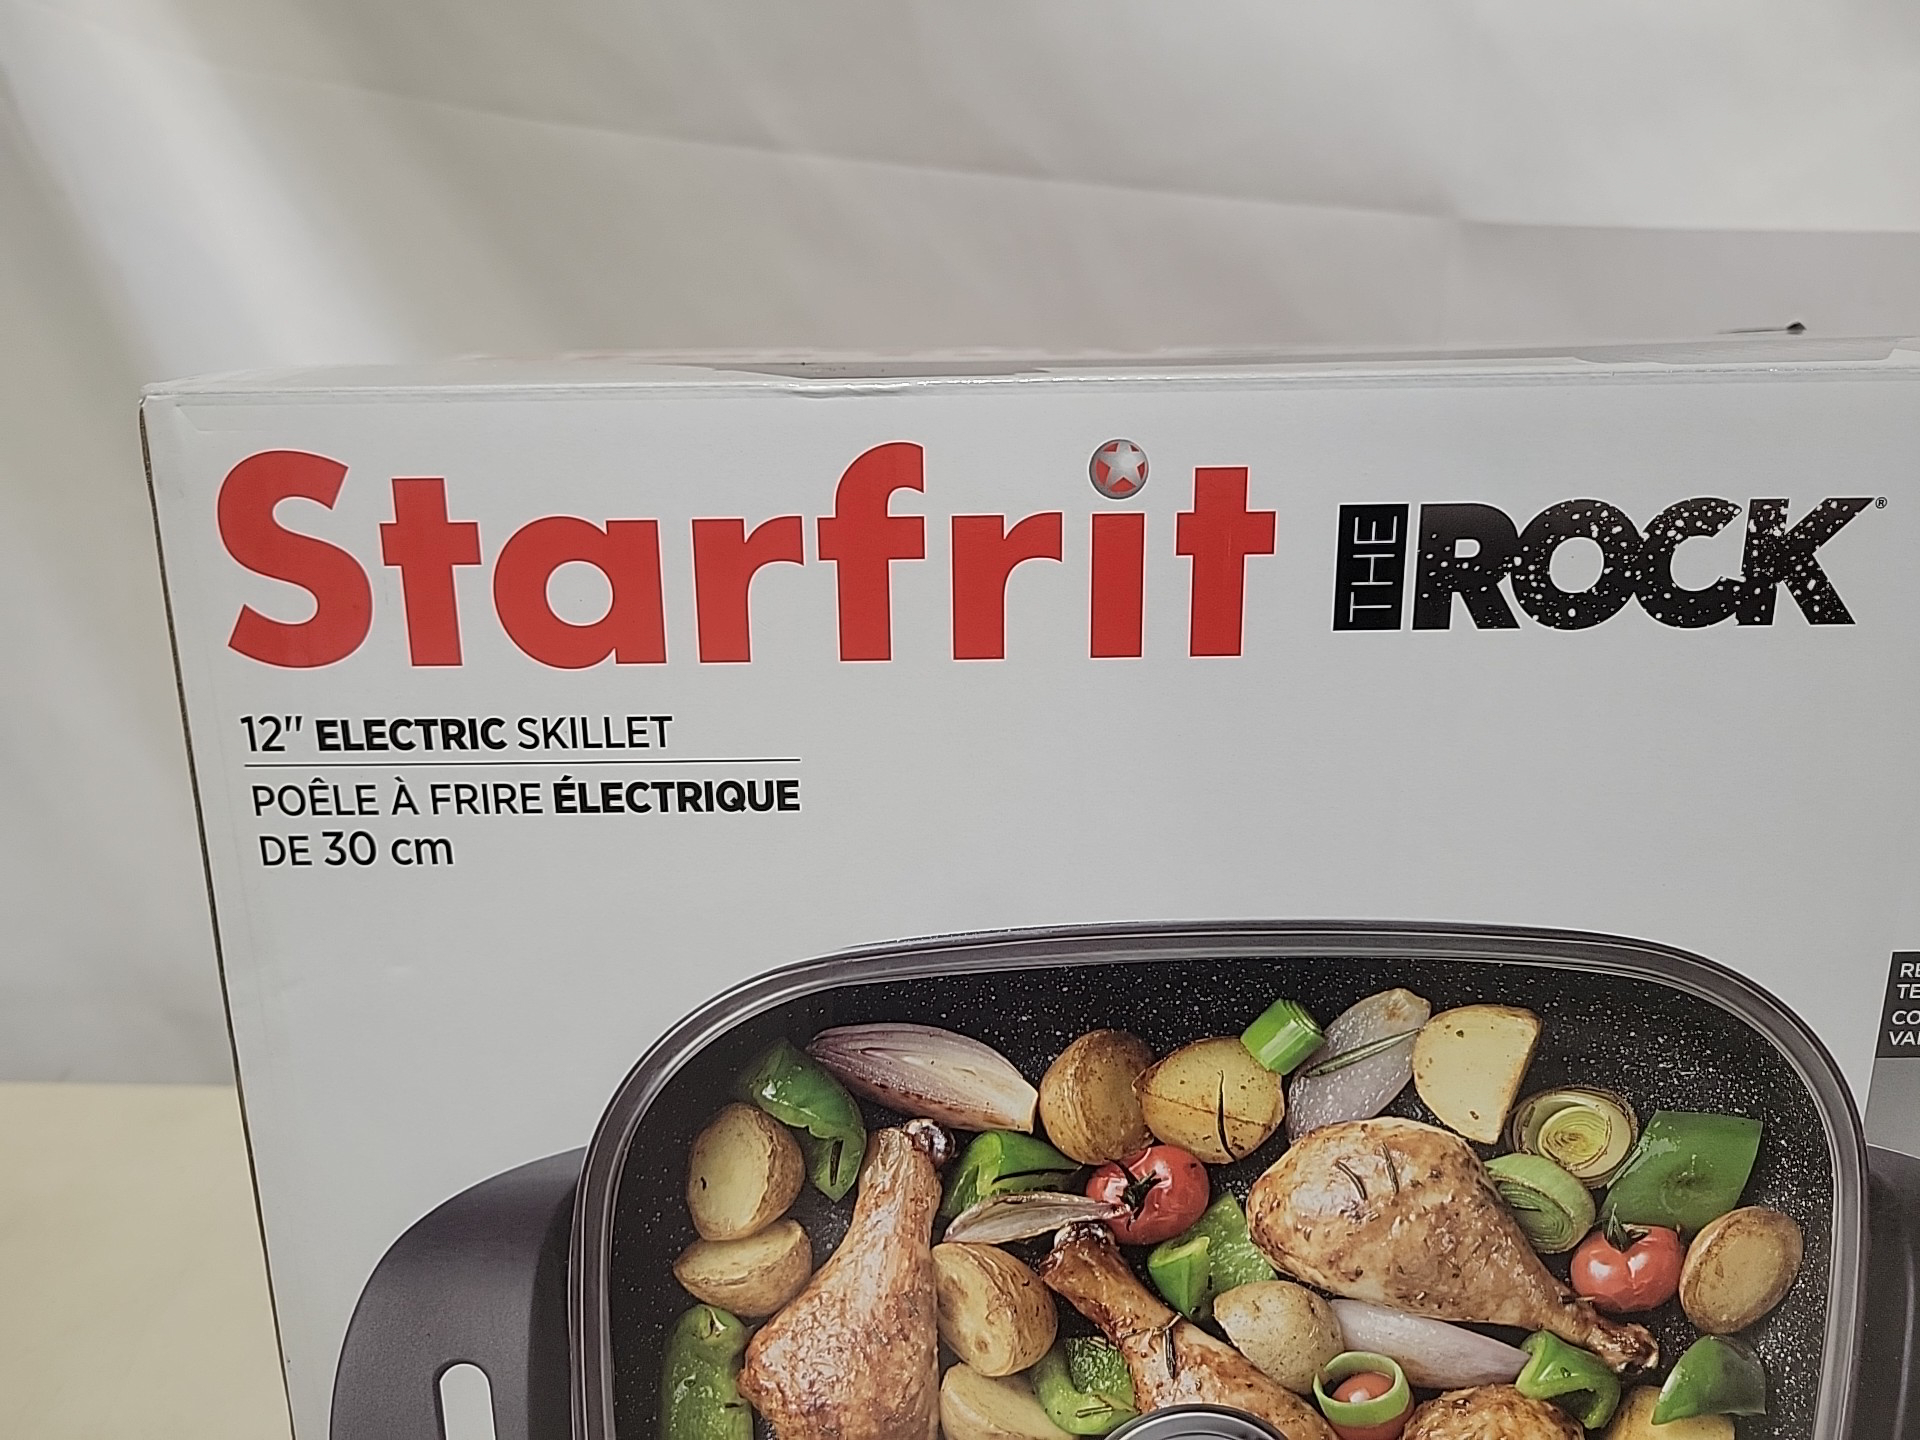 Starfrit THE ROCK®
12" ELECTRIC SKILLET
POÊLE À FRIRE ÉLECTRIQUE
DE 30 cm